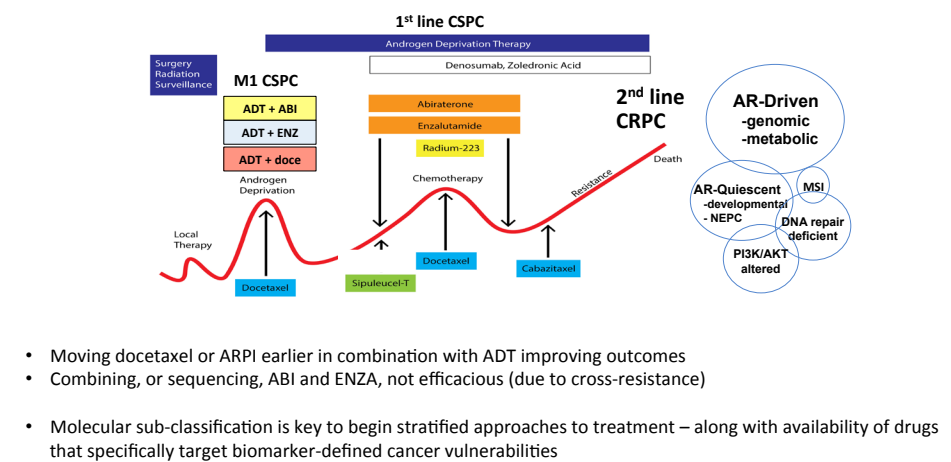 1st line CSPC
Androgen Deprivation Therapy
Surgery
Radiation
Surveillance
Denosumab, Zoledronic Acid
M1 CSPC
ADT + ABI
ADT + ENZ
ADT + doce
Androgen
Deprivation
Abiraterone
Enzalutamide
Radium-223
Chemotherapy
2nd line
CRPC
Death
Resistance
Local
Therapy
Docetaxel
Sipuleucel-T
Docetaxel
Cabazitaxel
AR-Driven
-genomic
-metabolic
AR-Quiescent
-developmental
- NEPC
MSI
DNA repair
deficient
PI3K/AKT
altered
• Moving docetaxel or ARPI earlier in combination with ADT improving outcomes
• Combining, or sequencing, ABI and ENZA, not efficacious (due to cross-resistance)
• Molecular sub-classification is key to begin stratified approaches to treatment – along with availability of drugs
that specifically target biomarker-defined cancer vulnerabilities